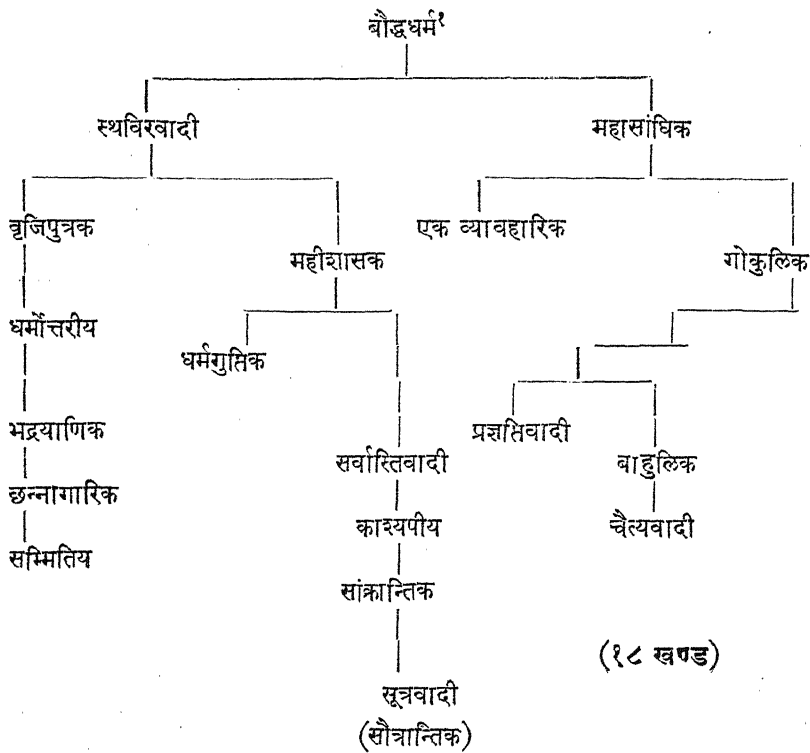 बौद्धधर्म१
स्थविरवादी महासांघिक
वृजिपुत्रक एक व्यावहारिक
महीशासक गोकुलिक
धर्मोत्तरीय
धर्मगुप्तिक
भद्रयाणिक प्रज्ञप्तिवादी
सर्वास्तिवादी बाहुलिक
छन्नागारिक
काश्यपीय चैत्यवादी
सम्मितिय
सांक्रान्तिक
(१८ खण्ड)
सूत्रवादी
(सौत्रान्तिक)